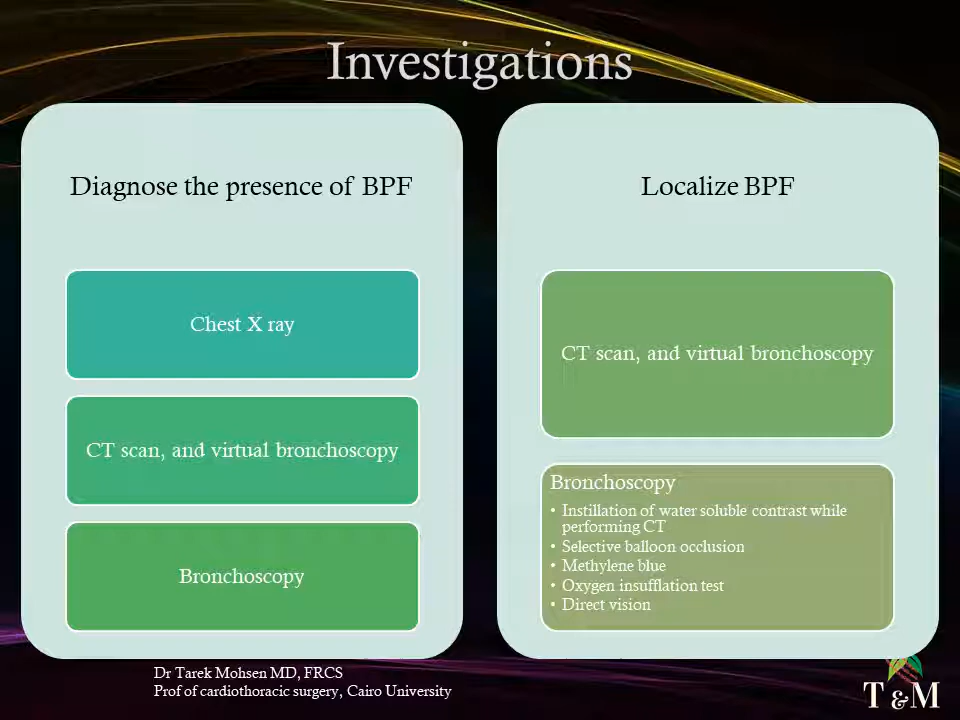 Investigations
Diagnose the presence of BPF
Chest X ray
CT scan, and virtual bronchoscopy
Bronchoscopy
Localize BPF
CT scan, and virtual bronchoscopy
Bronchoscopy
• Instillation of water soluble contrast while
performing CT
• Selective balloon occlusion
• Methylene blue
• Oxygen insufflation test
• Direct vision
Dr Tarek Mohsen MD, FRCS
Prof of cardiothoracic surgery, Cairo University
T & M